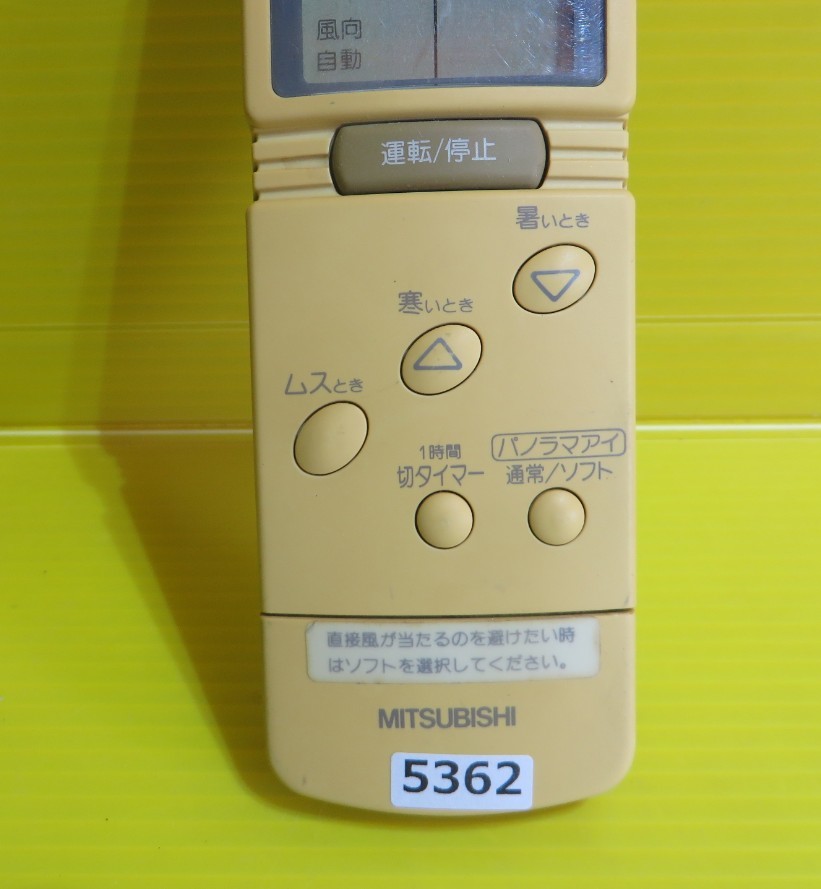 風向
自動
運転/停止
暑いとき
寒いとき
ムスとき
1時間
切タイマー
パノラマアイ
通常/ソフト
直接風が当たるのを避けたい時
はソフトを選択してください。
MITSUBISHI
5362